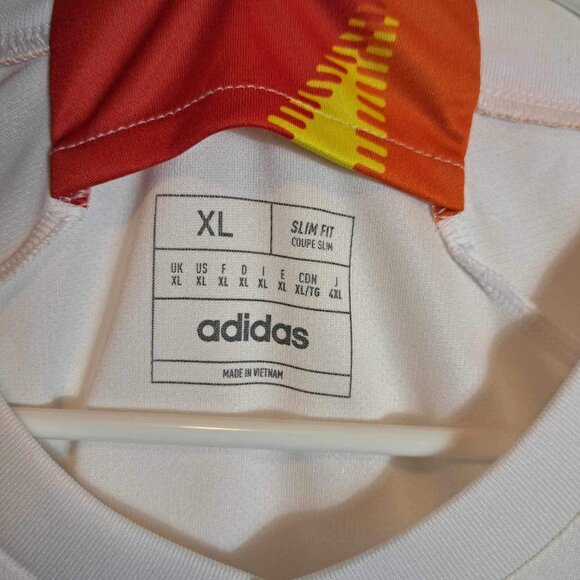 XL
SLIM FIT
COUPE SLIM
UK US F D I E CDN J
XL XL XL XL XL XL XL/TG 4XL
adidas
MADE IN VIETNAM